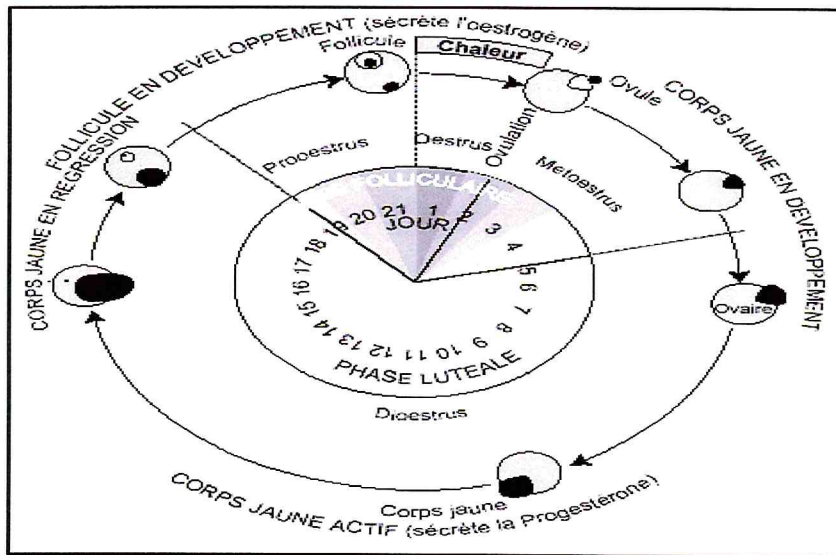 FOLLICULE EN DEVELOPPEMENT (sécrète l'oestrogène)
Follicule
Chaleur
Ovule
CORPS JAUNE EN DEVELOPPEMENT
CORPS JAUNE EN REGRESSION
Prooestrus
Oestrus
Ovulation
Metoestrus
FOLLICULAIRE
JOUR
1
2
3
4
5
6
7
8
9
10
11
12
13
14
15
16
17
18
19
20
21
Ovaire
PHASE LUTEALE
Dioestrus
Corps jaune
CORPS JAUNE ACTIF (sécrète la Progestérone)